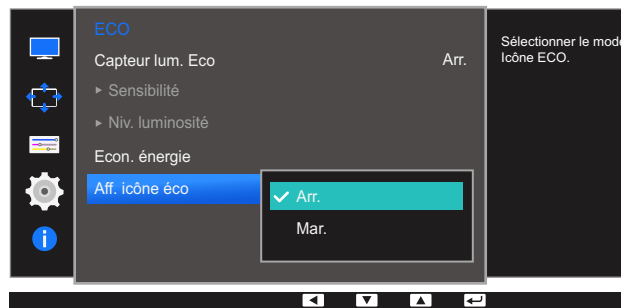 ECO
Capteur lum. Eco Arr.
▸ Sensibilité
▸ Niv. luminosité
Econ. énergie
Aff. icône éco
Arr.
Mar.
Sélectionner le mode
Icône ECO.